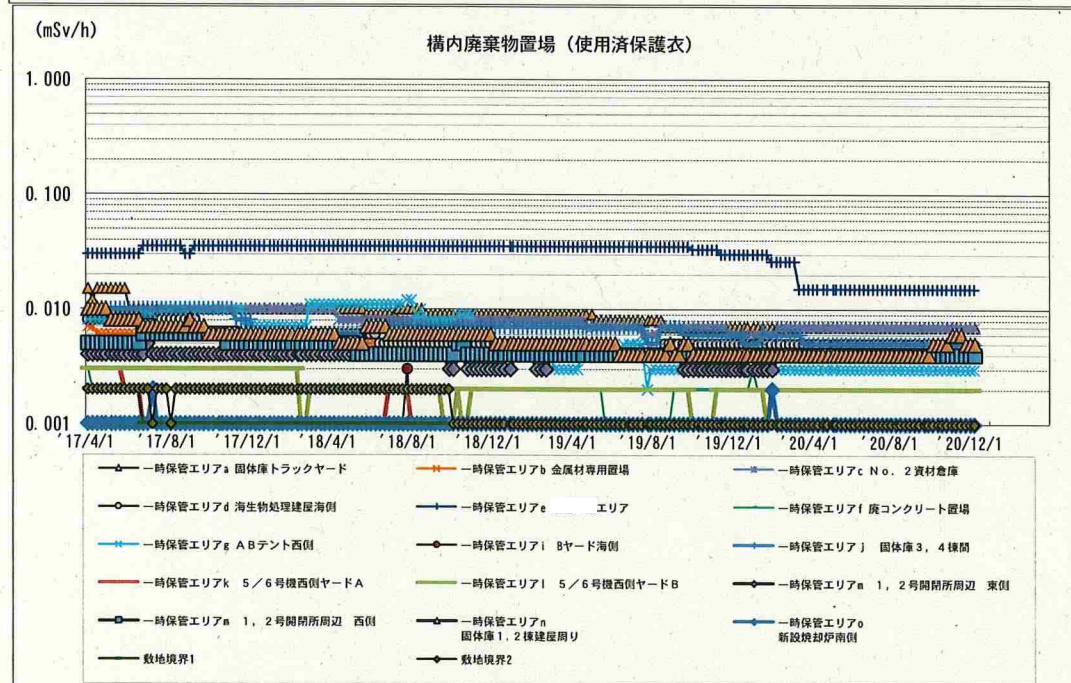 (mSv/h)
構内廃棄物置場（使用済保護衣）
1.000
0.100
0.010
0.001
'17/4/1 '17/8/1 '17/12/1 '18/4/1 '18/8/1 '18/12/1 '19/4/1 '19/8/1 '19/12/1 '20/4/1 '20/8/1 '20/12/1
一時保管エリアa 固体庫トラックヤード 一時保管エリアb 金属材専用置場 一時保管エリアc No．2資材倉庫
一時保管エリアd 海生物処理建屋海側 一時保管エリアe エリア 一時保管エリアf 廃コンクリート置場
一時保管エリアg ABテント西側 一時保管エリアi Bヤード海側 一時保管エリアj 固体庫3，4棟間
一時保管エリアk 5／6号機西側ヤードA 一時保管エリアl 5／6号機西側ヤードB 一時保管エリアm 1，2号開閉所周辺 東側
一時保管エリアm 1，2号開閉所周辺 西側 一時保管エリアn 一時保管エリアo
固体庫1，2棟建屋周り 新設焼却炉南側
敷地境界1 敷地境界2